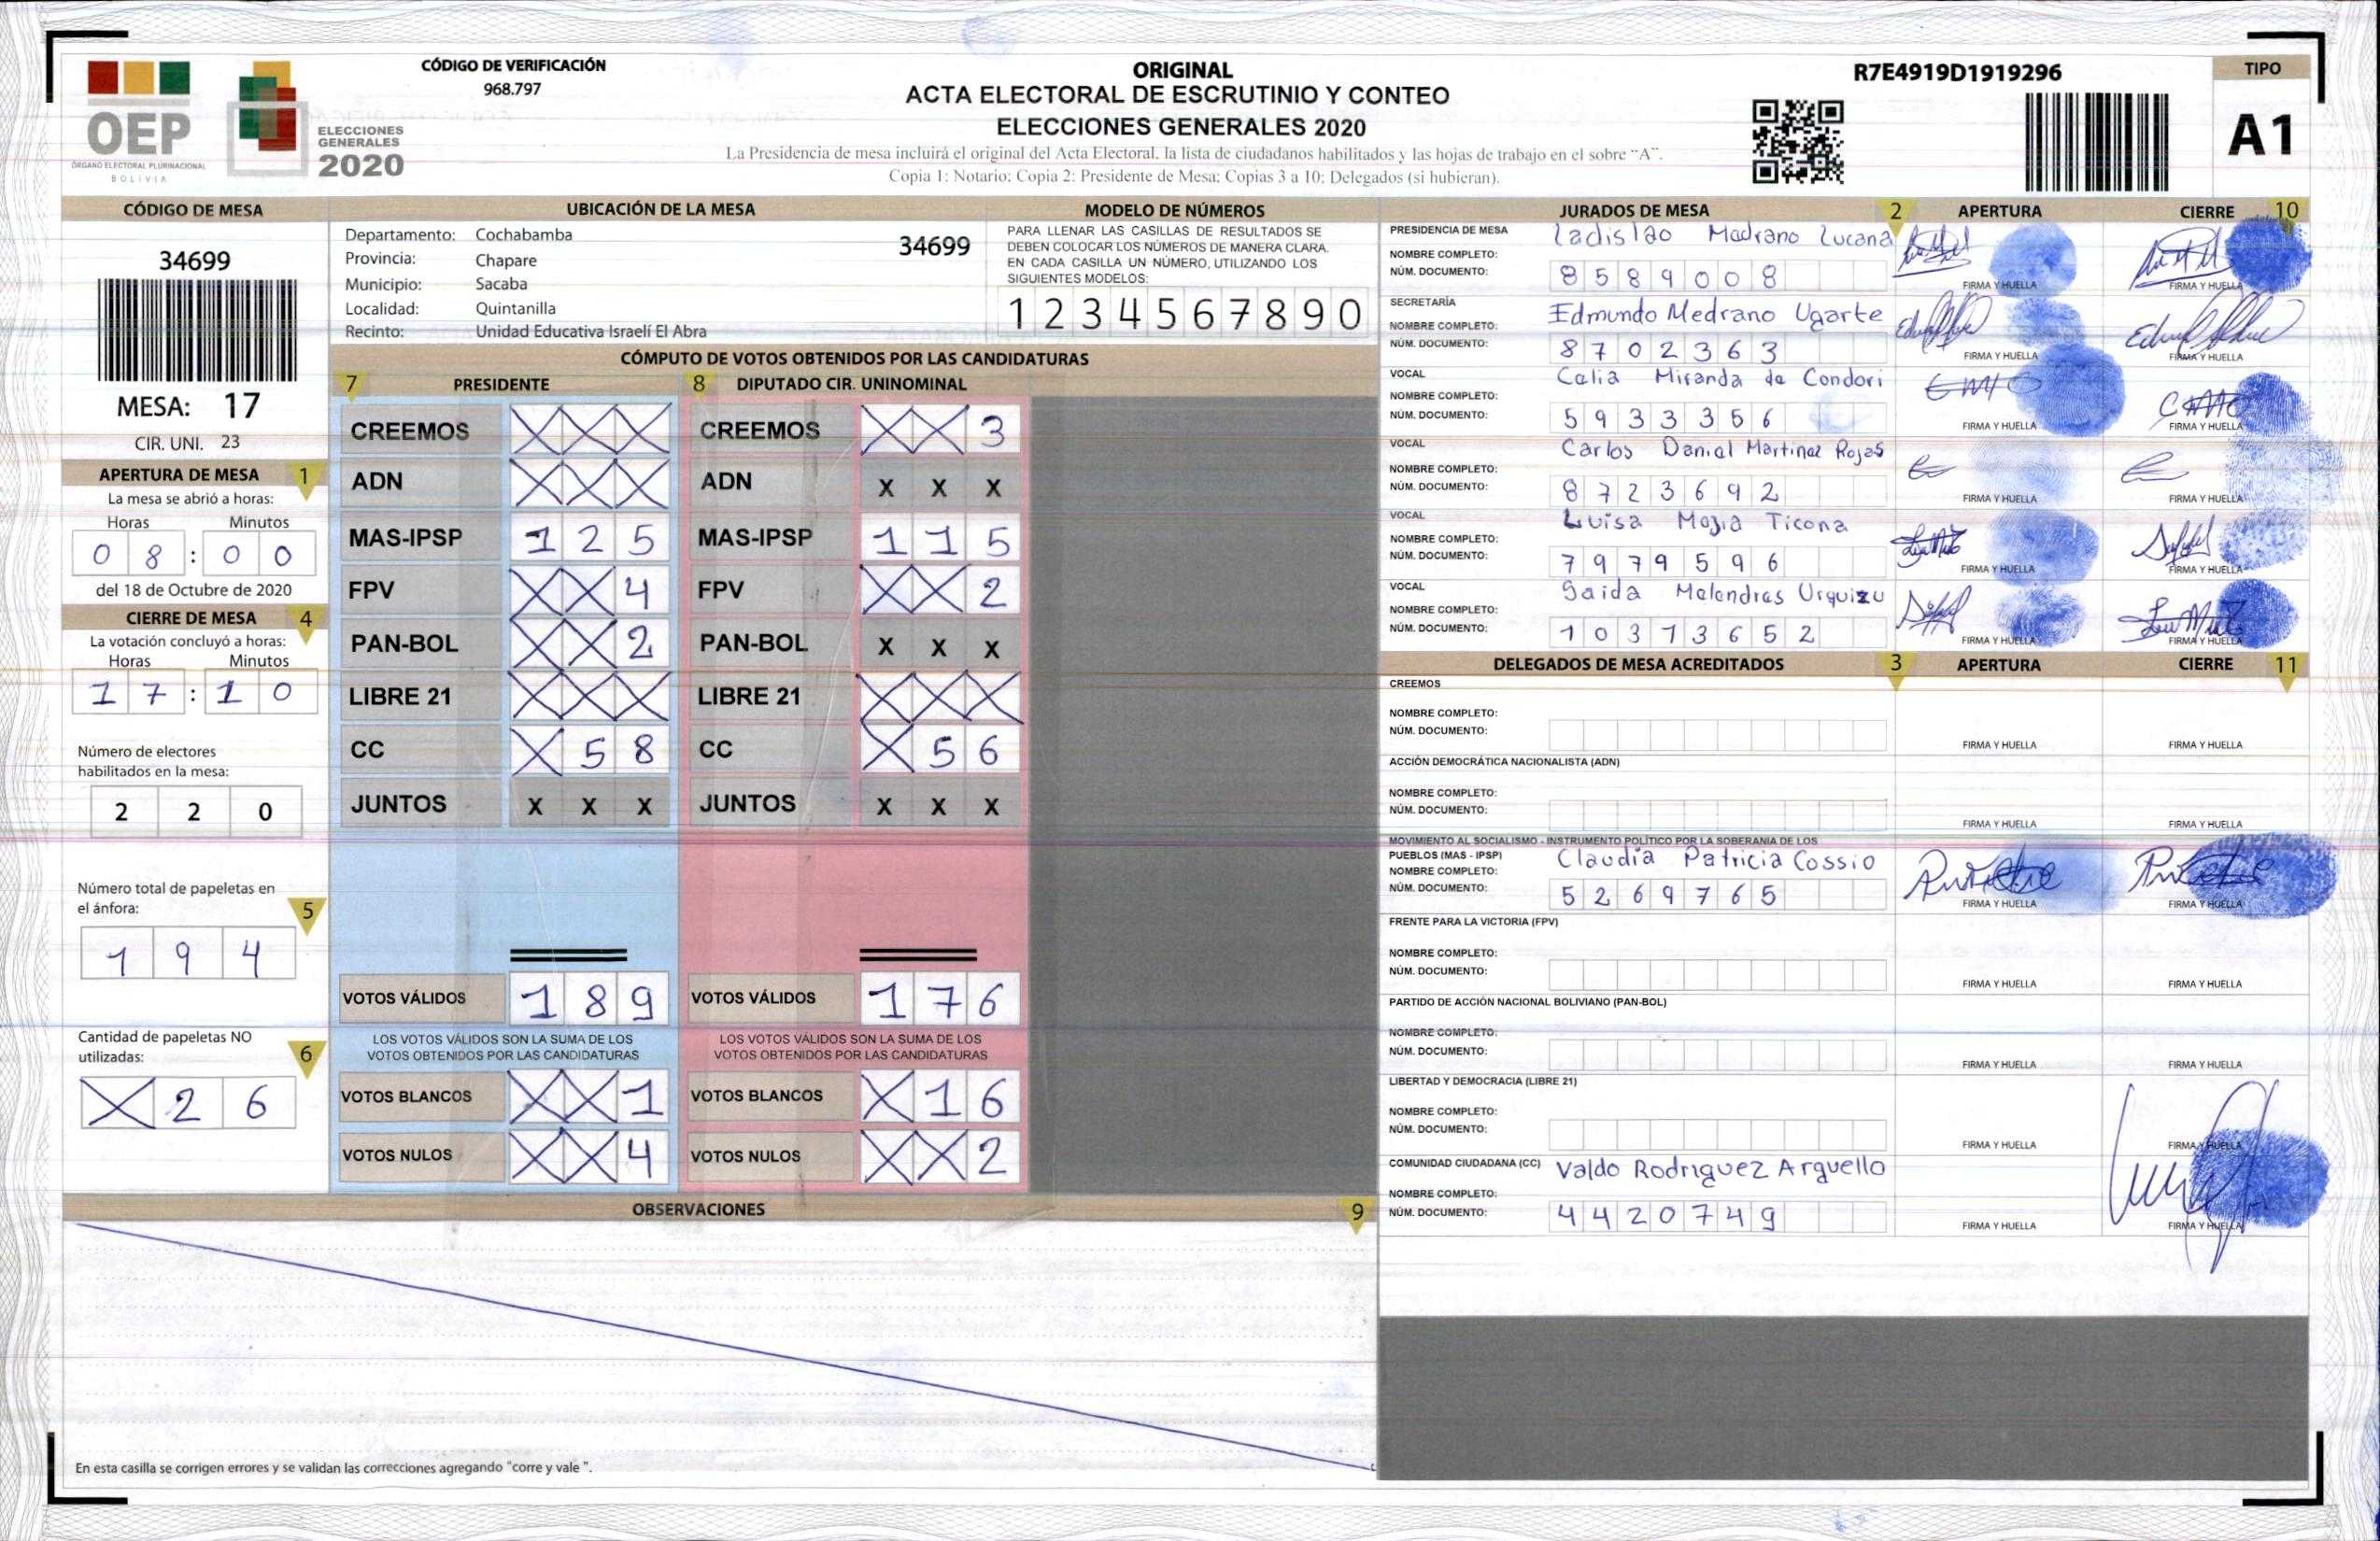 OEP
ÓRGANO ELECTORAL PLURINACIONAL
BOLIVIA
ELECCIONES
GENERALES
2020
CÓDIGO DE VERIFICACIÓN
968.797
ORIGINAL
ACTA ELECTORAL DE ESCRUTINIO Y CONTEO
ELECCIONES GENERALES 2020
La Presidencia de mesa incluirá el original del Acta Electoral, la lista de ciudadanos habilitados y las hojas de trabajo en el sobre "A".
Copia 1: Notario; Copia 2: Presidente de Mesa; Copias 3 a 10: Delegados (si hubieran).
R7E4919D1919296
TIPO
A1
CÓDIGO DE MESA
34699
MESA: 17
CIR. UNI. 23
APERTURA DE MESA 1
La mesa se abrió a horas:
Horas Minutos
0 8 : 0 0
del 18 de Octubre de 2020
CIERRE DE MESA 4
La votación concluyó a horas:
Horas Minutos
1 7 : 1 0
Número de electores
habilitados en la mesa:
2 2 0
Número total de papeletas en
el ánfora: 5
1 9 4
Cantidad de papeletas NO
utilizadas: 6
X 2 6
UBICACIÓN DE LA MESA
Departamento: Cochabamba
34699
Provincia: Chapare
Municipio: Sacaba
Localidad: Quintanilla
Recinto: Unidad Educativa Israelí El Abra
MODELO DE NÚMEROS
PARA LLENAR LAS CASILLAS DE RESULTADOS SE
DEBEN COLOCAR LOS NÚMEROS DE MANERA CLARA.
EN CADA CASILLA UN NÚMERO, UTILIZANDO LOS
SIGUIENTES MODELOS:
1 2 3 4 5 6 7 8 9 0
CÓMPUTO DE VOTOS OBTENIDOS POR LAS CANDIDATURAS
7 PRESIDENTE 8 DIPUTADO CIR. UNINOMINAL
CREEMOS X X X CREEMOS X X 3
ADN X X X ADN X X X
MAS-IPSP 1 2 5 MAS-IPSP 1 1 5
FPV X X 4 FPV X X 2
PAN-BOL X X 2 PAN-BOL X X X
LIBRE 21 X X X LIBRE 21 X X X
CC X 5 8 CC X 5 6
JUNTOS X X X JUNTOS X X X
VOTOS VÁLIDOS 1 8 9 VOTOS VÁLIDOS 1 7 6
LOS VOTOS VÁLIDOS SON LA SUMA DE LOS LOS VOTOS VÁLIDOS SON LA SUMA DE LOS
VOTOS OBTENIDOS POR LAS CANDIDATURAS VOTOS OBTENIDOS POR LAS CANDIDATURAS
VOTOS BLANCOS X X 1 VOTOS BLANCOS X 1 6
VOTOS NULOS X X 4 VOTOS NULOS X X 2
OBSERVACIONES 9
En esta casilla se corrigen errores y se validan las correcciones agregando "corre y vale ".
JURADOS DE MESA 2 APERTURA CIERRE 10
PRESIDENCIA DE MESA Ladislao Medrano Lucana
NOMBRE COMPLETO:
NÚM. DOCUMENTO: 8 5 8 9 0 0 8 FIRMA Y HUELLA FIRMA Y HUELLA
SECRETARÍA
NOMBRE COMPLETO: Edmundo Medrano Ugarte
NÚM. DOCUMENTO: 8 7 0 2 3 6 3 FIRMA Y HUELLA FIRMA Y HUELLA
VOCAL Celia Miranda de Condori
NOMBRE COMPLETO:
NÚM. DOCUMENTO: 5 9 3 3 3 5 6 FIRMA Y HUELLA FIRMA Y HUELLA
VOCAL Carlos Daniel Martinez Rojas
NOMBRE COMPLETO:
NÚM. DOCUMENTO: 8 7 2 3 6 9 2 FIRMA Y HUELLA FIRMA Y HUELLA
VOCAL Luisa Mejia Ticona
NOMBRE COMPLETO:
NÚM. DOCUMENTO: 7 9 7 9 5 9 6 FIRMA Y HUELLA FIRMA Y HUELLA
VOCAL Saida Melendres Urquizu
NOMBRE COMPLETO:
NÚM. DOCUMENTO: 1 0 3 7 3 6 5 2 FIRMA Y HUELLA FIRMA Y HUELLA
DELEGADOS DE MESA ACREDITADOS 3 APERTURA CIERRE 11
CREEMOS
NOMBRE COMPLETO:
NÚM. DOCUMENTO: FIRMA Y HUELLA FIRMA Y HUELLA
ACCIÓN DEMOCRÁTICA NACIONALISTA (ADN)
NOMBRE COMPLETO:
NÚM. DOCUMENTO: FIRMA Y HUELLA FIRMA Y HUELLA
MOVIMIENTO AL SOCIALISMO - INSTRUMENTO POLÍTICO POR LA SOBERANIA DE LOS
PUEBLOS (MAS - IPSP) Claudia Patricia Cossio
NOMBRE COMPLETO:
NÚM. DOCUMENTO: 5 2 6 9 7 6 5 FIRMA Y HUELLA FIRMA Y HUELLA
FRENTE PARA LA VICTORIA (FPV)
NOMBRE COMPLETO:
NÚM. DOCUMENTO: FIRMA Y HUELLA FIRMA Y HUELLA
PARTIDO DE ACCIÓN NACIONAL BOLIVIANO (PAN-BOL)
NOMBRE COMPLETO:
NÚM. DOCUMENTO: FIRMA Y HUELLA FIRMA Y HUELLA
LIBERTAD Y DEMOCRACIA (LIBRE 21)
NOMBRE COMPLETO:
NÚM. DOCUMENTO: FIRMA Y HUELLA FIRMA Y HUELLA
COMUNIDAD CIUDADANA (CC) Valdo Rodriguez Arguello
NOMBRE COMPLETO:
NÚM. DOCUMENTO: 4 4 2 0 7 4 9 FIRMA Y HUELLA FIRMA Y HUELLA